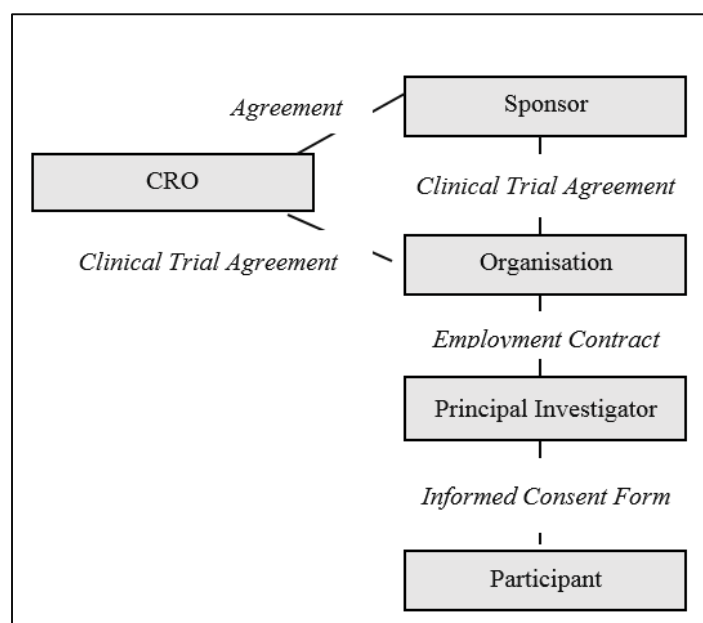 Agreement
Sponsor
CRO
Clinical Trial Agreement
Clinical Trial Agreement
Organisation
Employment Contract
Principal Investigator
Informed Consent Form
Participant